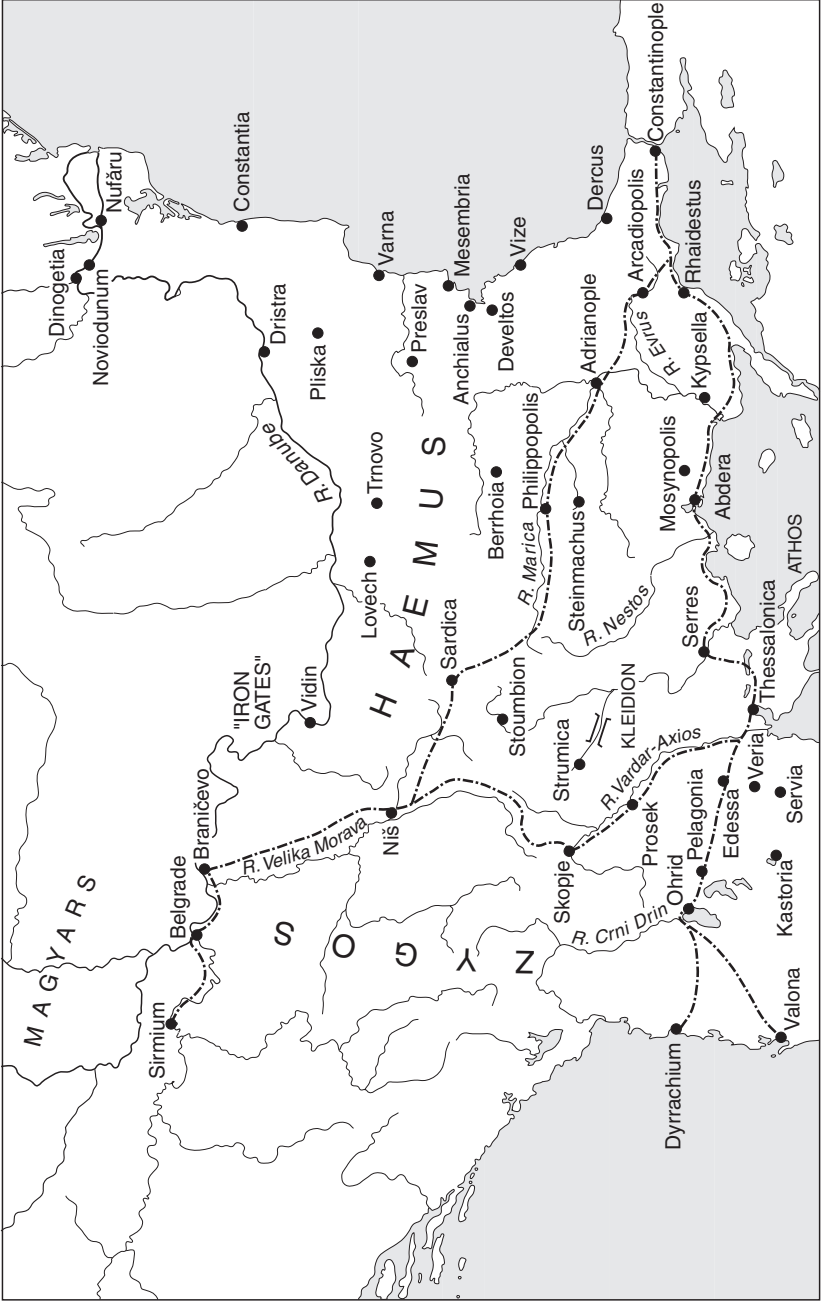 MAGYARS
Sirmium
Belgrade
Braničevo
"IRON
GATES"
Vidin
R. Danube
Dinogetia
Noviodunum
Nufăru
Constantia
Dristra
Pliska
Varna
Preslav
Mesembria
Anchialus
Develtos
Vize
Dercus
Trnovo
Lovech
HAEMUS
R. Velika Morava
Niš
Sardica
Stoumbion
Berrhoia
R. Marica
Philippopolis
Steinmachus
Adrianople
R. Evrus
Arcadiopolis
Constantinople
Rhaidestus
Kypsella
Mosynopolis
Abdera
R. Nestos
Serres
Strumica
KLEIDION
R. Vardar-Axios
ZYGOS
Skopje
Prosek
R. Crni Drin
Ohrid
Pelagonia
Edessa
Veria
Servia
Kastoria
Thessalonica
ATHOS
Dyrrachium
Valona